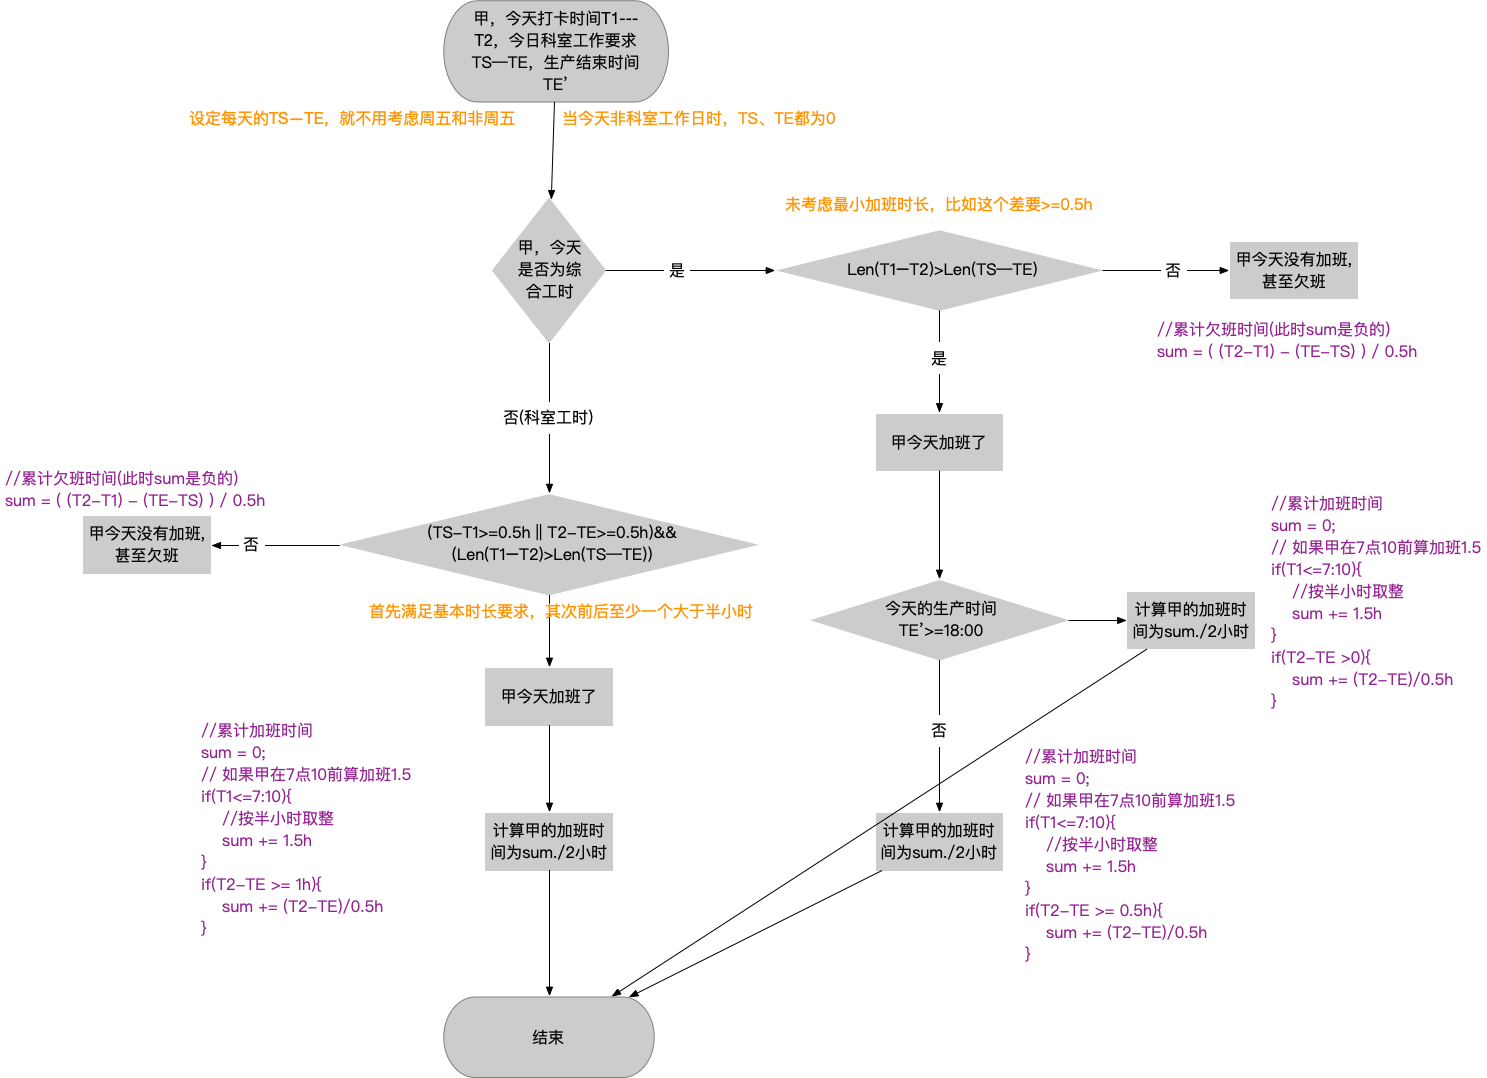 甲，今天打卡时间T1---
T2，今日科室工作要求
TS—TE，生产结束时间
TE’
设定每天的TS—TE，就不用考虑周五和非周五
当今天非科室工作日时，TS、TE都为0
未考虑最小加班时长，比如这个差要>=0.5h
甲，今天
是否为综
合工时
是
Len(T1—T2)>Len(TS—TE)
否
甲今天没有加班,
甚至欠班
//累计欠班时间(此时sum是负的)
sum = ( (T2-T1) - (TE-TS) ) / 0.5h
是
否(科室工时)
甲今天加班了
//累计欠班时间(此时sum是负的)
sum = ( (T2-T1) - (TE-TS) ) / 0.5h
甲今天没有加班,
甚至欠班
否
(TS-T1>=0.5h || T2-TE>=0.5h)&&
(Len(T1—T2)>Len(TS—TE))
首先满足基本时长要求，其次前后至少一个大于半小时
//累计加班时间
sum = 0;
// 如果甲在7点10前算加班1.5
if(T1<=7:10){
//按半小时取整
sum += 1.5h
}
if(T2-TE >0){
sum += (T2-TE)/0.5h
}
今天的生产时间
TE’>=18:00
计算甲的加班时
间为sum./2小时
甲今天加班了
否
//累计加班时间
sum = 0;
// 如果甲在7点10前算加班1.5
if(T1<=7:10){
//按半小时取整
sum += 1.5h
}
if(T2-TE >= 1h){
sum += (T2-TE)/0.5h
}
计算甲的加班时
间为sum./2小时
计算甲的加班时
间为sum./2小时
//累计加班时间
sum = 0;
// 如果甲在7点10前算加班1.5
if(T1<=7:10){
//按半小时取整
sum += 1.5h
}
if(T2-TE >= 0.5h){
sum += (T2-TE)/0.5h
}
结束